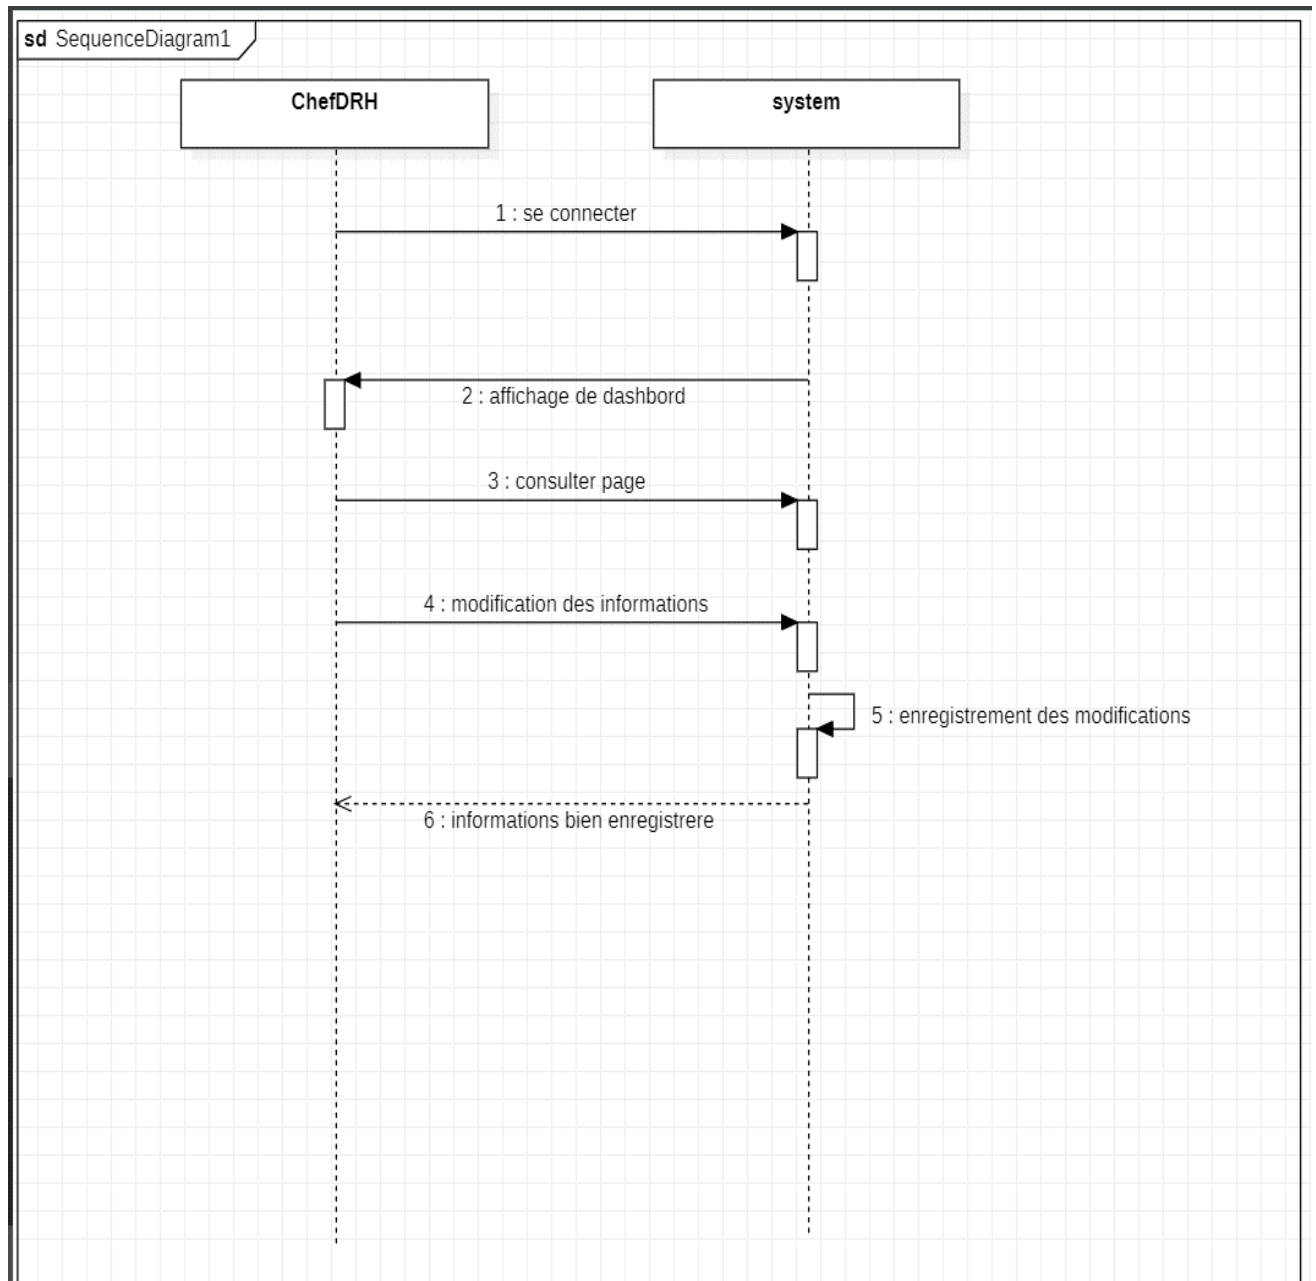 sd SequenceDiagram1
ChefDRH
system
1 : se connecter
2 : affichage de dashbord
3 : consulter page
4 : modification des informations
5 : enregistrement des modifications
6 : informations bien enregistrere